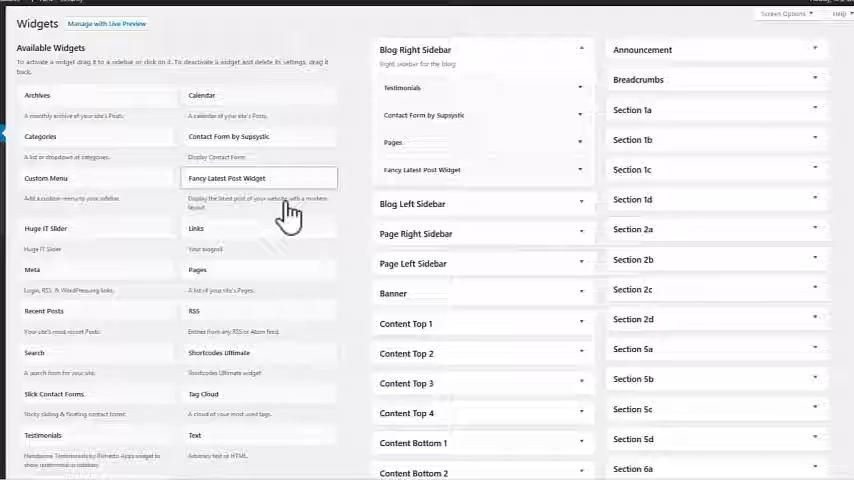 Screen Options
Help
Widgets
Manage with Live Preview
Available Widgets
To activate a widget drag it to a sidebar or click on it. To deactivate a widget and delete its settings, drag it
back.
Archives
Calendar
A monthly archive of your site's Posts.
A calendar of your site's Posts.
Categories
Contact Form by Supsystic
A list or dropdown of categories.
Display Contact Form
Custom Menu
Fancy Latest Post Widget
Add a custom menu to your sidebar.
Display the latest post of your website with a modern
layout.
Huge IT Slider
Links
Huge IT Slider
Your blogroll
Meta
Pages
Login, RSS, & WordPress.org links.
A list of your site's Pages.
Recent Posts
RSS
Your site's most recent Posts.
Entries from any RSS or Atom feed.
Search
Shortcodes Ultimate
A search form for your site.
Shortcodes Ultimate widget
Slick Contact Forms
Tag Cloud
Sticky, sliding & floating contact forms.
A cloud of your most used tags.
Testimonials
Text
Handsome Testimonials by Apps widget to
show testimonial in sidebar.
Arbitrary text or HTML.
Blog Right Sidebar
Right sidebar for the blog
Testimonials
Contact Form by Supsystic
Pages
Fancy Latest Post Widget
Blog Left Sidebar
Page Right Sidebar
Page Left Sidebar
Banner
Content Top 1
Content Top 2
Content Top 3
Content Top 4
Content Bottom 1
Content Bottom 2
Announcement
Breadcrumbs
Section 1a
Section 1b
Section 1c
Section 1d
Section 2a
Section 2b
Section 2c
Section 2d
Section 5a
Section 5b
Section 5c
Section 5d
Section 6a